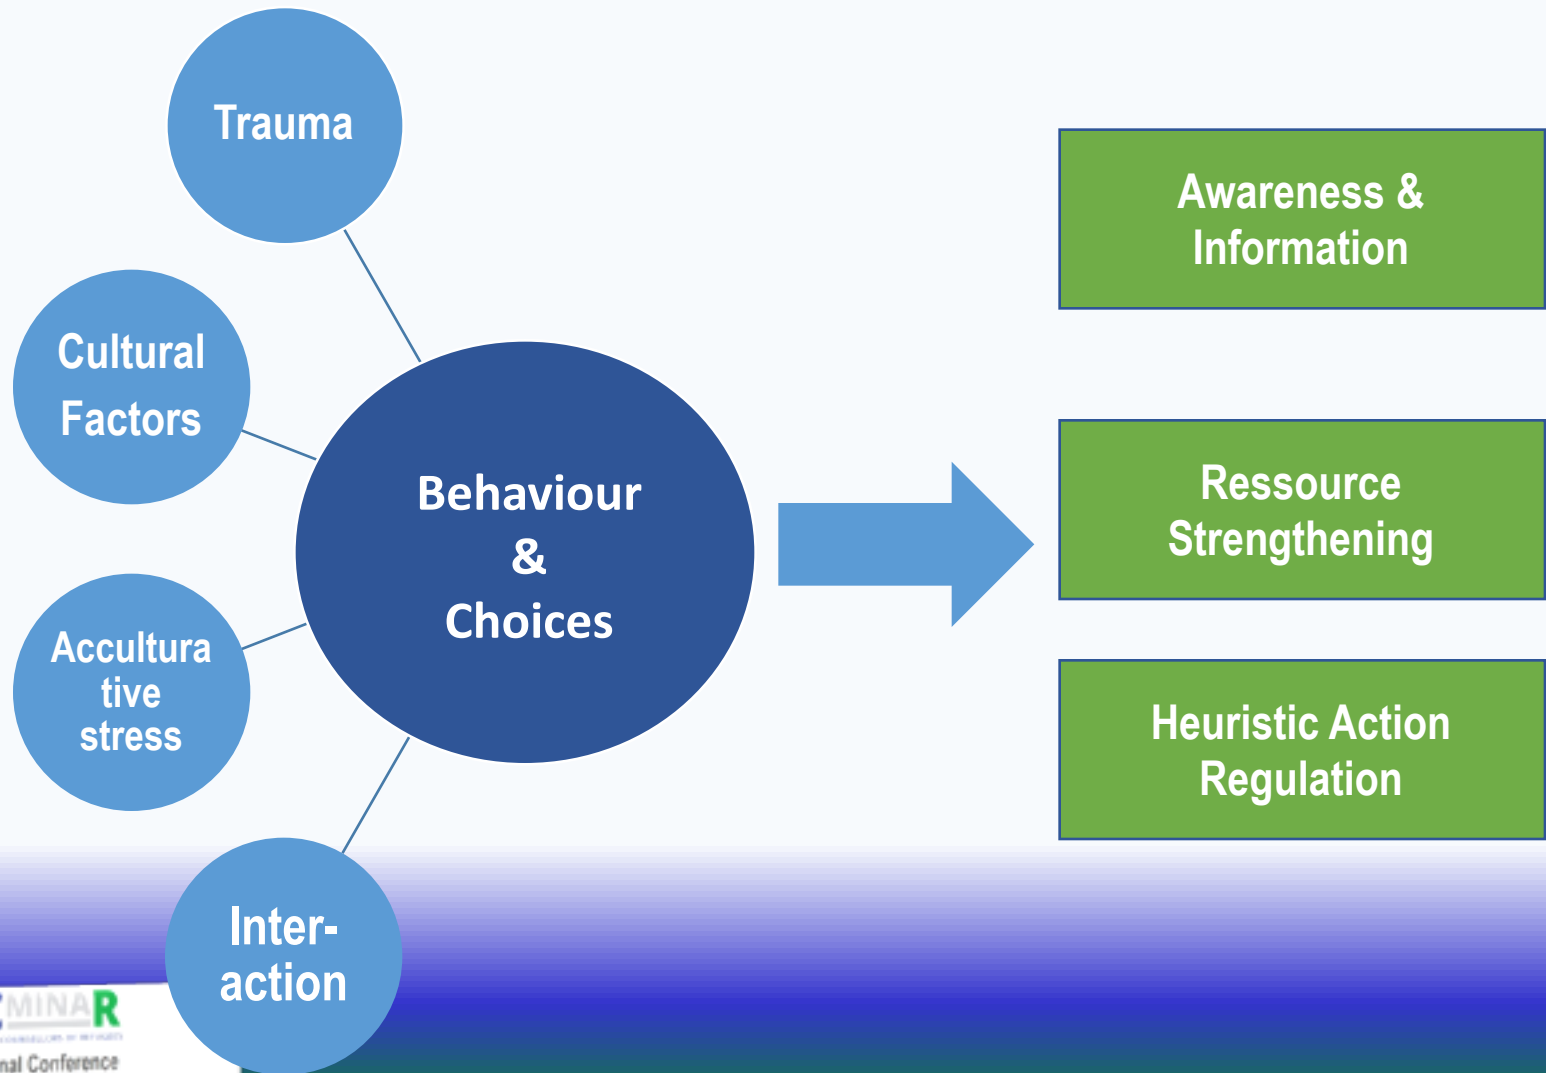 Trauma
Cultural
Factors
Accultura
tive
stress
Inter-
action
Behaviour
&
Choices
Awareness &
Information
Ressource
Strengthening
Heuristic Action
Regulation
MINAR
nal Conference